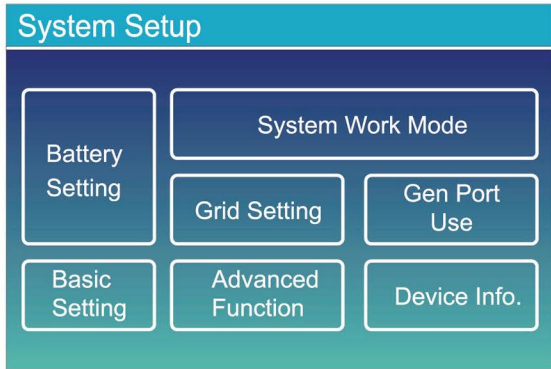 System Setup
Battery
Setting
System Work Mode
Grid Setting
Gen Port
Use
Basic
Setting
Advanced
Function
Device Info.